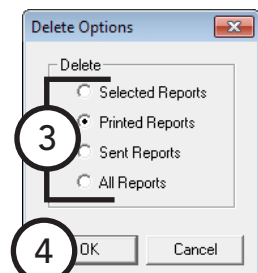 Delete Options
Delete
Selected Reports
Printed Reports
3
Sent Reports
All Reports
4
OK
Cancel